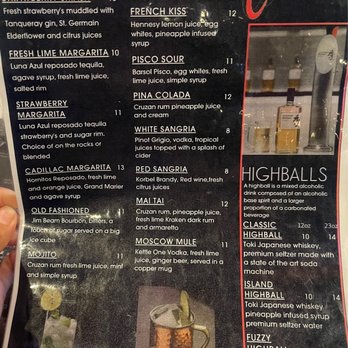 Fresh strawberry's muddled with
Tanqueray gin, St. Germain
Elderflower and citrus juices
FRESH LIME MARGARITA 10
Luna Azul reposado tequila,
agave syrup, fresh lime juice,
salted rim
STRAWBERRY
MARGARITA 11
Luna Azul reposado tequila
strawberry's and sugar rim.
Choice of on the rocks or
blended
CADILLAC MARGARITA 13
Hornitos Reposado, fresh lime
and orange juice, Grand Marier
and agave syrup
OLD FASHIONED 11
Jim Beam Bourbon, bitters, a
touch of sugar served on a big
ice cube
MOJITO 11
Cruzan rum fresh lime juice, mint
and simple syrup
FRENCH KISS 12
Hennesy lemon juice, egg
whites, pineapple infused
syrup
PISCO SOUR 11
Barsol Pisco, egg whites, fresh
lime juice, simple syrup
PINA COLADA 12
Cruzan rum pineapple juice
and cream
WHITE SANGRIA 8
Pinot Grigio, vodka, tropical
juices topped with a splash of
cider
RED SANGRIA 8
Korbel Brandy, Red wine, fresh
citrus juices
MAI TAI 12
Cruzan rum, pineapple juice,
fresh lime Kraken dark rum
and armaretto
MOSCOW MULE 11
Kettle One Vodka, fresh lime
juice, ginger beer, served in a
copper mug
HIGHBALLS
A highball is a mixed alcoholic
drink composed of an alcoholic
base spirit and a larger
proportion of a carbonated
beverage
CLASSIC 12oz 23oz
HIGHBALL 10 14
Toki Japanese whiskey,
premium seltzer made with
a state of the art soda
machine
ISLAND
HIGHBALL 10 14
Toki Japanese whiskey
pineapple infused syrup
premium seltzer water
FUZZY
HIGHBALL